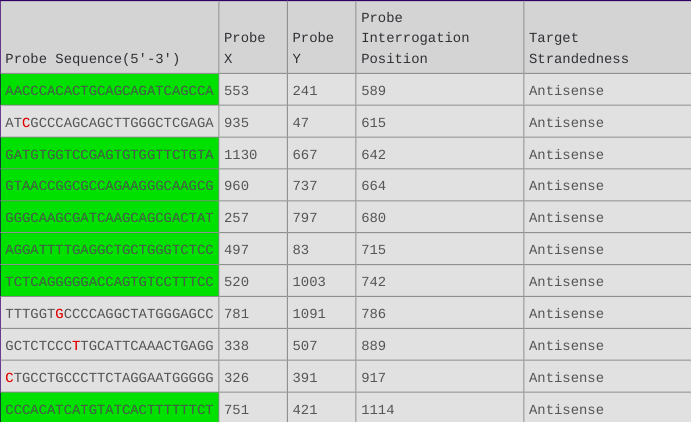 Probe Sequence(5'-3') Probe X Probe Y Probe Interrogation Position Target Strandedness
AACCCACACTGCAGCAGATCAGCCA 553 241 589 Antisense
ATCGCCCAGCAGCTTGGGCTCGAGA 935 47 615 Antisense
GATGTGGTCCGAGTGTGGTTCTGTA 1130 667 642 Antisense
GTAACCGGCGCCAGAAGGGCAAGCG 960 737 664 Antisense
GGGCAAGCGATCAAGCAGCGACTAT 257 797 680 Antisense
AGGATTTTGAGGCTGCTGGGTCTCC 497 83 715 Antisense
TCTCAGGGGGACCAGTGTCCTTTCC 520 1003 742 Antisense
TTTGGTGCCCCAGGCTATGGGAGCC 781 1091 786 Antisense
GCTCTCCCTTGCATTCAAACTGAGG 338 507 889 Antisense
CTGCCTGCCCTTCTAGGAATGGGGG 326 391 917 Antisense
CCCACATCATGTATCACTTTTTTCT 751 421 1114 Antisense